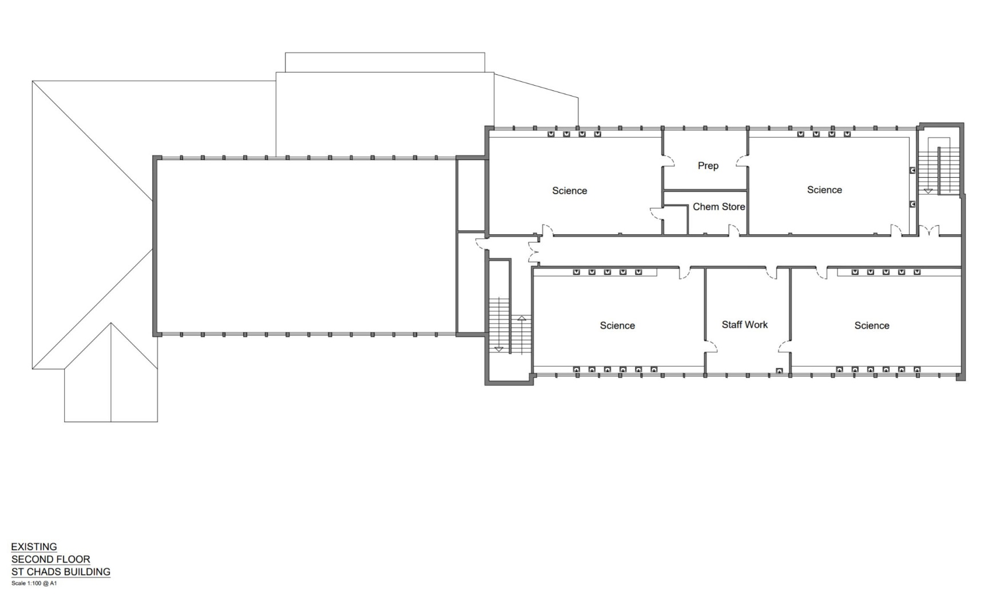 Prep
Science
Science
Chem Store
Science
Staff Work
Science
EXISTING
SECOND FLOOR
ST CHADS BUILDING
Scale 1:100 @ A1